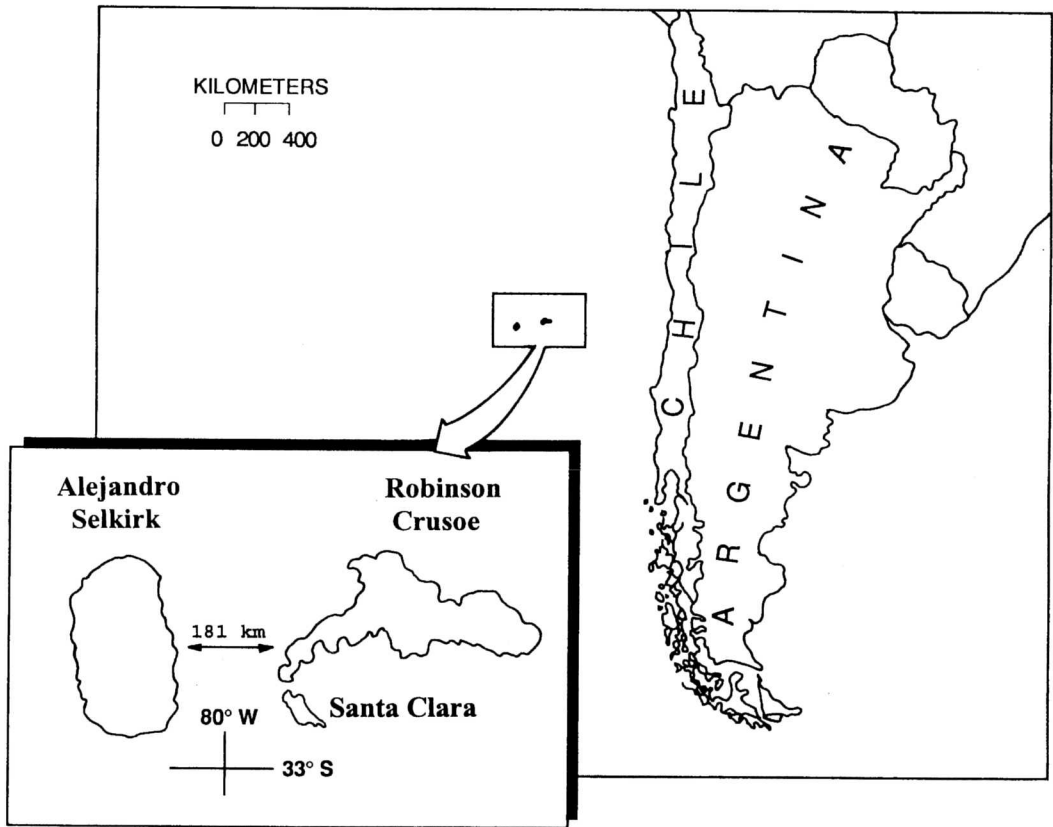 KILOMETERS
0 200 400
CHILE
ARGENTINA
Alejandro
Selkirk
Robinson
Crusoe
181 km
Santa Clara
80° W
33° S